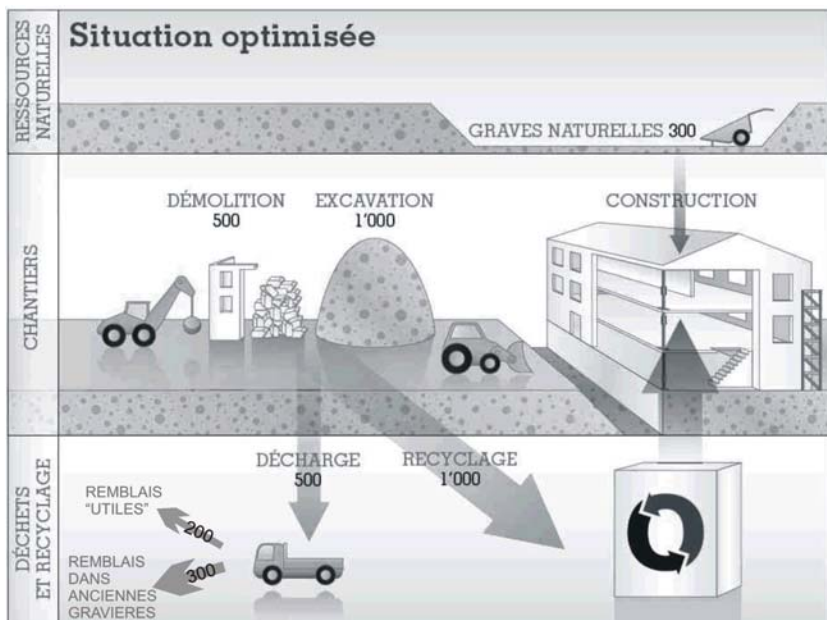 RESSOURCES
NATURELLES
Situation optimisée
GRAVES NATURELLES 300
CHANTIERS
DÉMOLITION
500
EXCAVATION
1'000
CONSTRUCTION
DÉCHETS
ET RECYCLAGE
DÉCHARGE
500
RECYCLAGE
1'000
REMBLAIS
"UTILES"
200
REMBLAIS
DANS
ANCIENNES
GRAVIERES
300